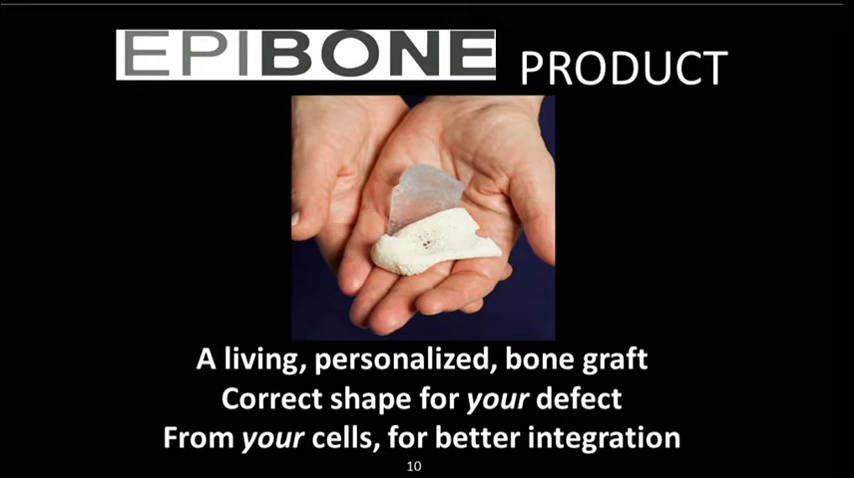 EPIBONE PRODUCT
A living, personalized, bone graft
Correct shape for your defect
From your cells, for better integration
10